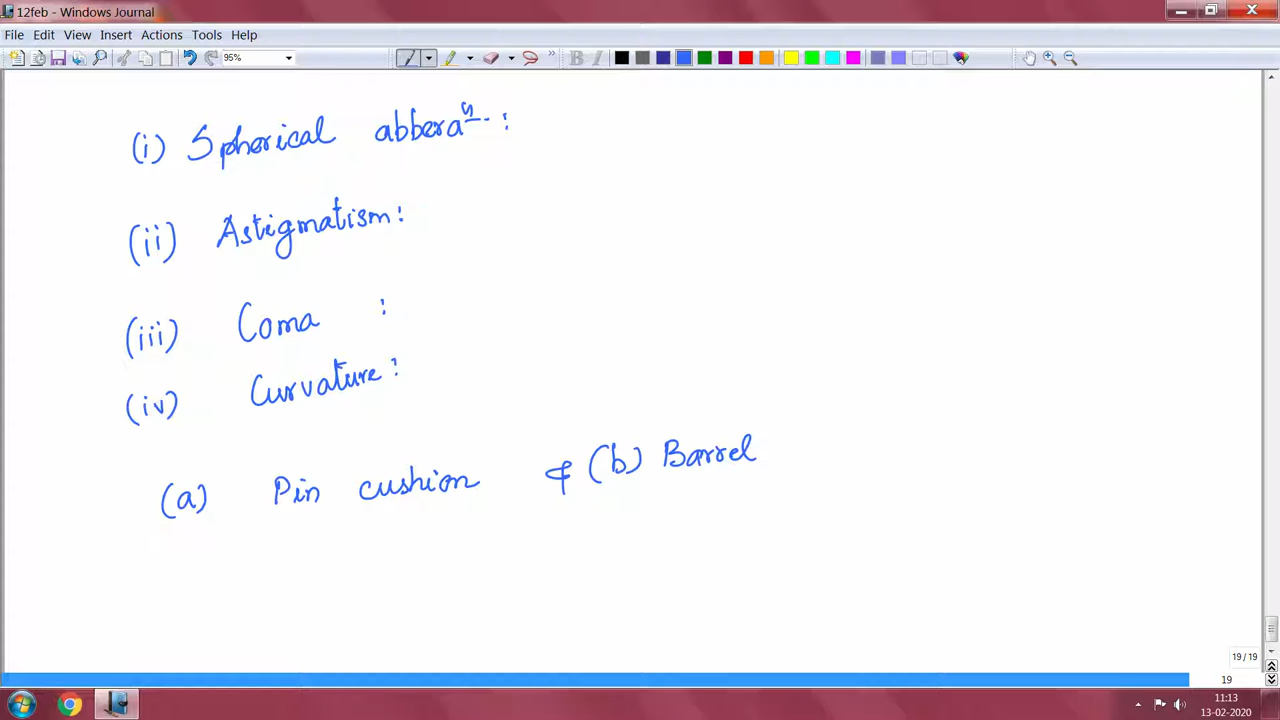 12feb - Windows Journal
File Edit View Insert Actions Tools Help
95%
(i) Spherical abberaⁿ :
(ii) Astigmatism:
(iii) Coma :
(iv) Curvature:
(a) Pin cushion & (b) Barrel
19 / 19
19
11:13
13-02-2020